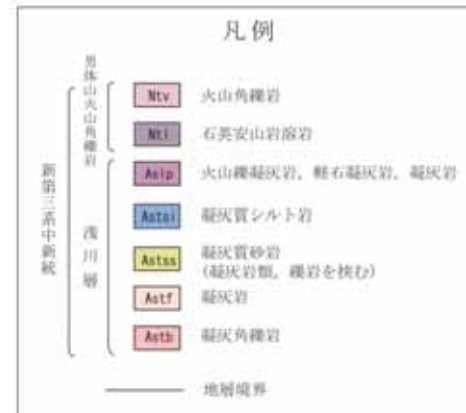 凡例
新第三系中新統
男体山火山角礫岩
浅川層
Ntv 火山角礫岩
Ntl 石英安山岩溶岩
Aslp 火山礫凝灰岩，軽石凝灰岩，凝灰岩
Astsi 凝灰質シルト岩
Astss 凝灰質砂岩
(凝灰岩類，礫岩を挟む)
Astf 凝灰岩
Astb 凝灰角礫岩
地層境界